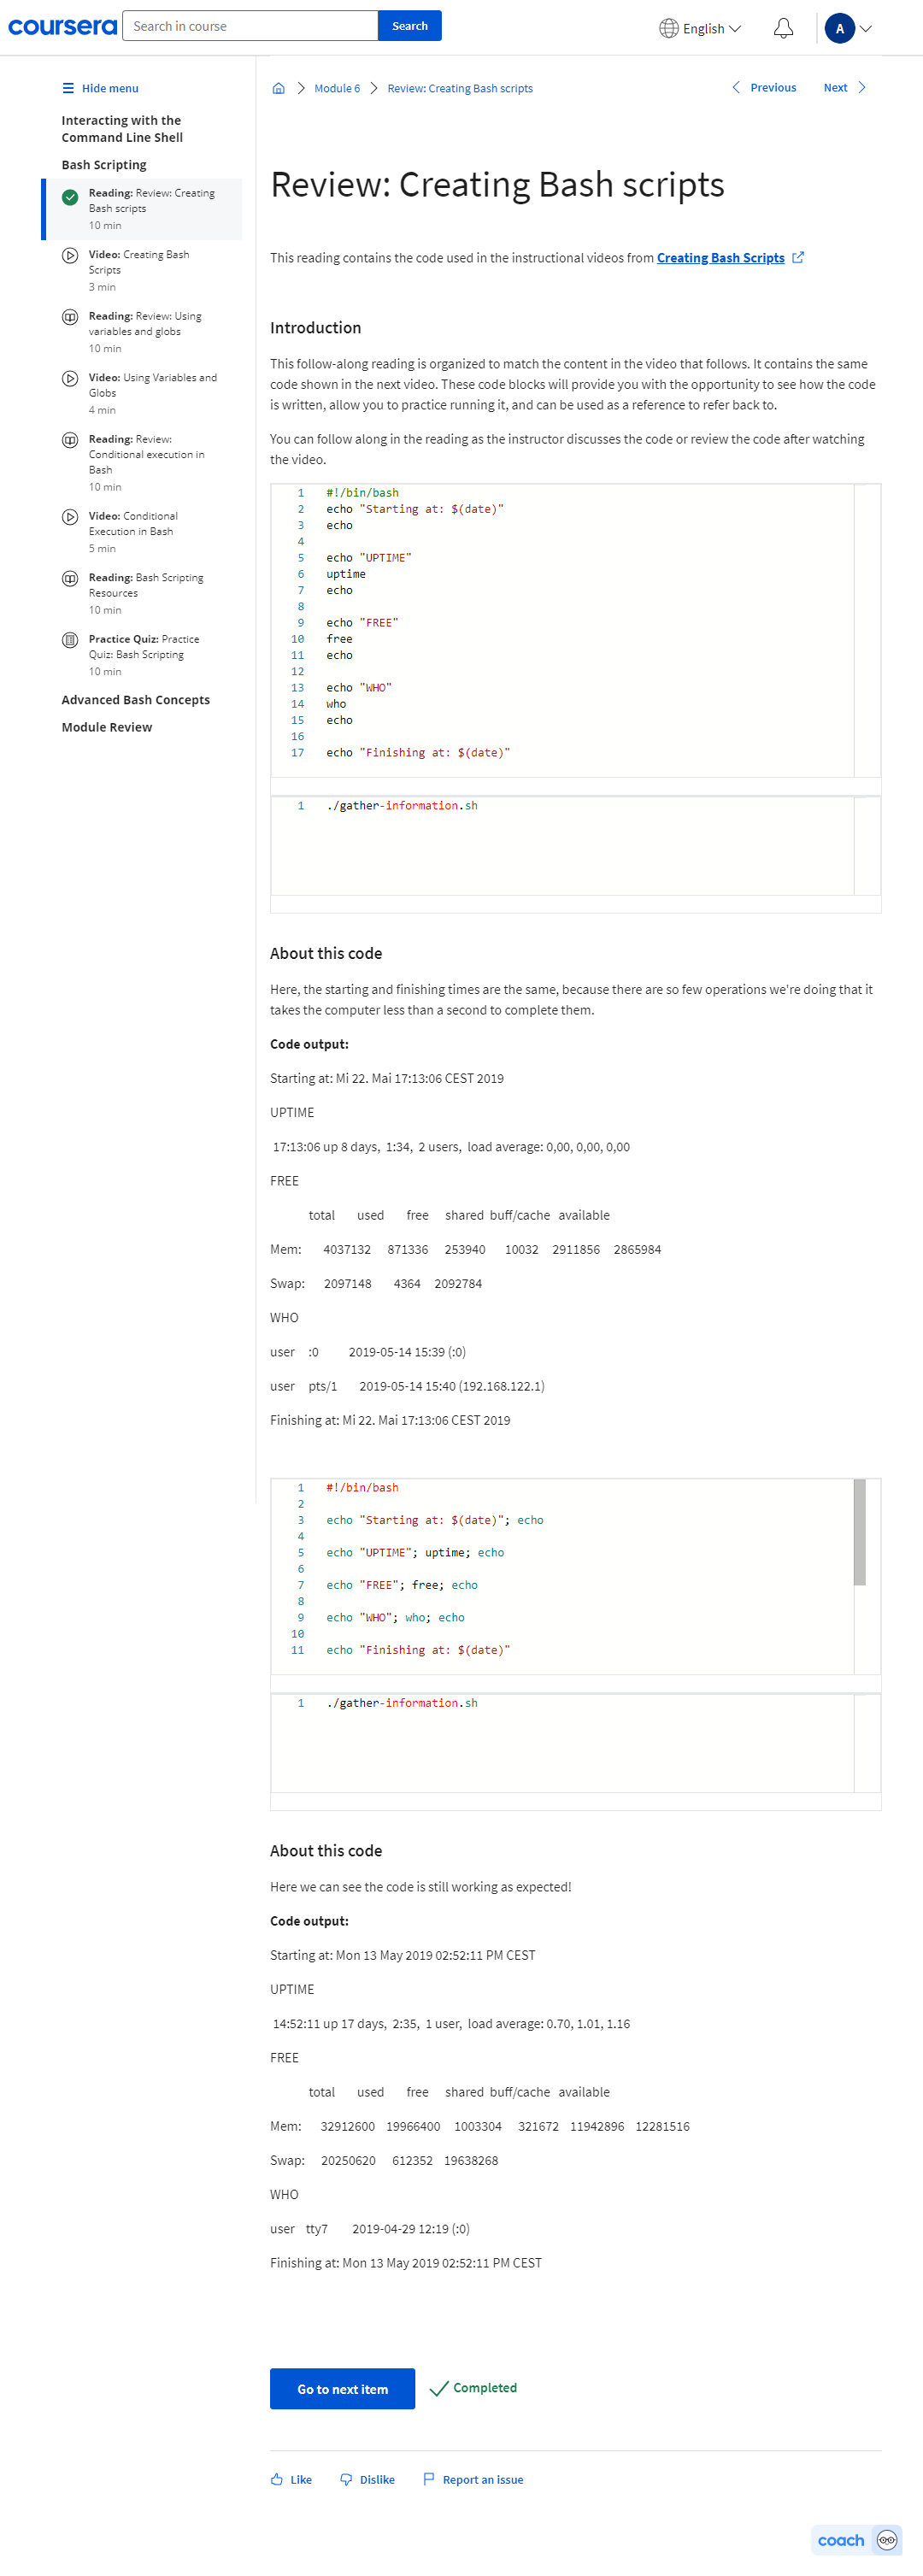 coursera
Search in course
Search
English
A
Hide menu
Interacting with the
Command Line Shell
Bash Scripting
Reading: Review: Creating
Bash scripts
10 min
Video: Creating Bash
Scripts
3 min
Reading: Review: Using
variables and globs
10 min
Video: Using Variables and
Globs
4 min
Reading: Review:
Conditional execution in
Bash
10 min
Video: Conditional
Execution in Bash
5 min
Reading: Bash Scripting
Resources
10 min
Practice Quiz: Practice
Quiz: Bash Scripting
10 min
Advanced Bash Concepts
Module Review
Module 6
Review: Creating Bash scripts
Previous
Next
Review: Creating Bash scripts
This reading contains the code used in the instructional videos from Creating Bash Scripts
Introduction
This follow-along reading is organized to match the content in the video that follows. It contains the same
code shown in the next video. These code blocks will provide you with the opportunity to see how the code
is written, allow you to practice running it, and can be used as a reference to refer back to.
You can follow along in the reading as the instructor discusses the code or review the code after watching
the video.
1 #!/bin/bash
2 echo "Starting at: $(date)"
3 echo
4
5 echo "UPTIME"
6 uptime
7 echo
8
9 echo "FREE"
10 free
11 echo
12
13 echo "WHO"
14 who
15 echo
16
17 echo "Finishing at: $(date)"
1 ./gather-information.sh
About this code
Here, the starting and finishing times are the same, because there are so few operations we're doing that it
takes the computer less than a second to complete them.
Code output:
Starting at: Mi 22. Mai 17:13:06 CEST 2019
UPTIME
17:13:06 up 8 days, 1:34, 2 users, load average: 0,00, 0,00, 0,00
FREE
total used free shared buff/cache available
Mem: 4037132 871336 253940 10032 2911856 2865984
Swap: 2097148 4364 2092784
WHO
user :0 2019-05-14 15:39 (:0)
user pts/1 2019-05-14 15:40 (192.168.122.1)
Finishing at: Mi 22. Mai 17:13:06 CEST 2019
1 #!/bin/bash
2
3 echo "Starting at: $(date)"; echo
4
5 echo "UPTIME"; uptime; echo
6
7 echo "FREE"; free; echo
8
9 echo "WHO"; who; echo
10
11 echo "Finishing at: $(date)"
1 ./gather-information.sh
About this code
Here we can see the code is still working as expected!
Code output:
Starting at: Mon 13 May 2019 02:52:11 PM CEST
UPTIME
14:52:11 up 17 days, 2:35, 1 user, load average: 0.70, 1.01, 1.16
FREE
total used free shared buff/cache available
Mem: 32912600 19966400 1003304 321672 11942896 12281516
Swap: 20250620 612352 19638268
WHO
user tty7 2019-04-29 12:19 (:0)
Finishing at: Mon 13 May 2019 02:52:11 PM CEST
Go to next item
Completed
Like
Dislike
Report an issue
coach